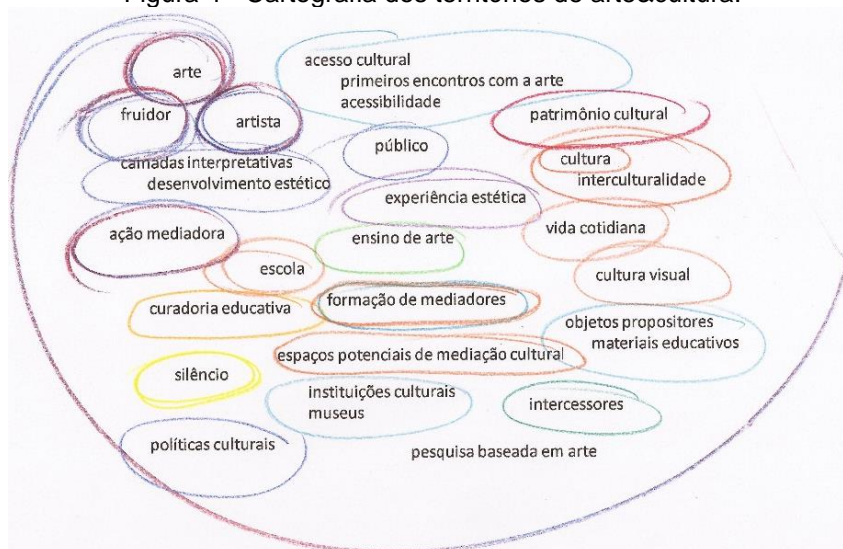 arte
acesso cultural
primeiros encontros com a arte
acessibilidade
fruidor
artista
patrimônio cultural
público
camadas interpretativas
desenvolvimento estético
cultura
interculturalidade
experiência estética
ação mediadora
ensino de arte
vida cotidiana
escola
cultura visual
curadoria educativa
formação de mediadores
objetos propositores
materiais educativos
espaços potenciais de mediação cultural
silêncio
instituições culturais
museus
intercessores
políticas culturais
pesquisa baseada em arte